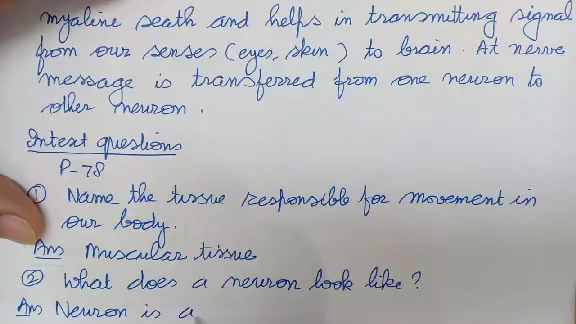 myaline seath and helps in transmitting signal
from our senses (eyes, skin) to brain. At nerve
message is transferred from one neuron to
other neuron.
Intext questions
P-78
① Name the tissue responsible for movement in
our body.
Ans Muscular tissue
② What does a neuron look like?
Ans Neuron is a